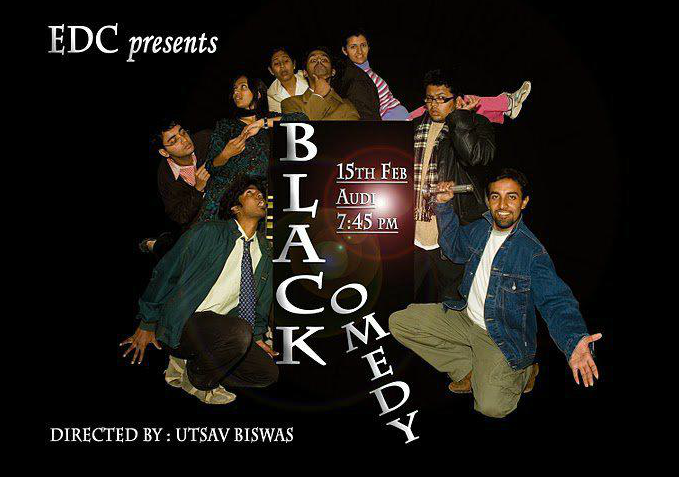 EDC presents
BLACK
COMEDY
15TH FEB
AUDI
7:45 PM
DIRECTED BY : UTSAV BISWAS